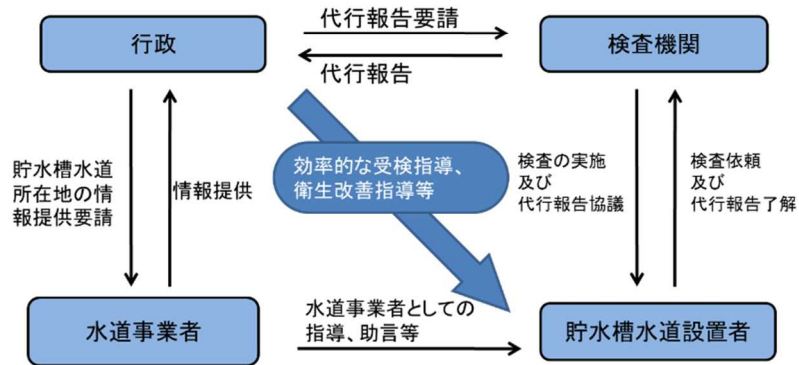 代行報告要請
行政
検査機関
代行報告
貯水槽水道
所在地の情
報提供要請
情報提供
効率的な受検指導、
衛生改善指導等
検査の実施
及び
代行報告協議
検査依頼
及び
代行報告了解
水道事業者
水道事業者としての
指導、助言等
貯水槽水道設置者